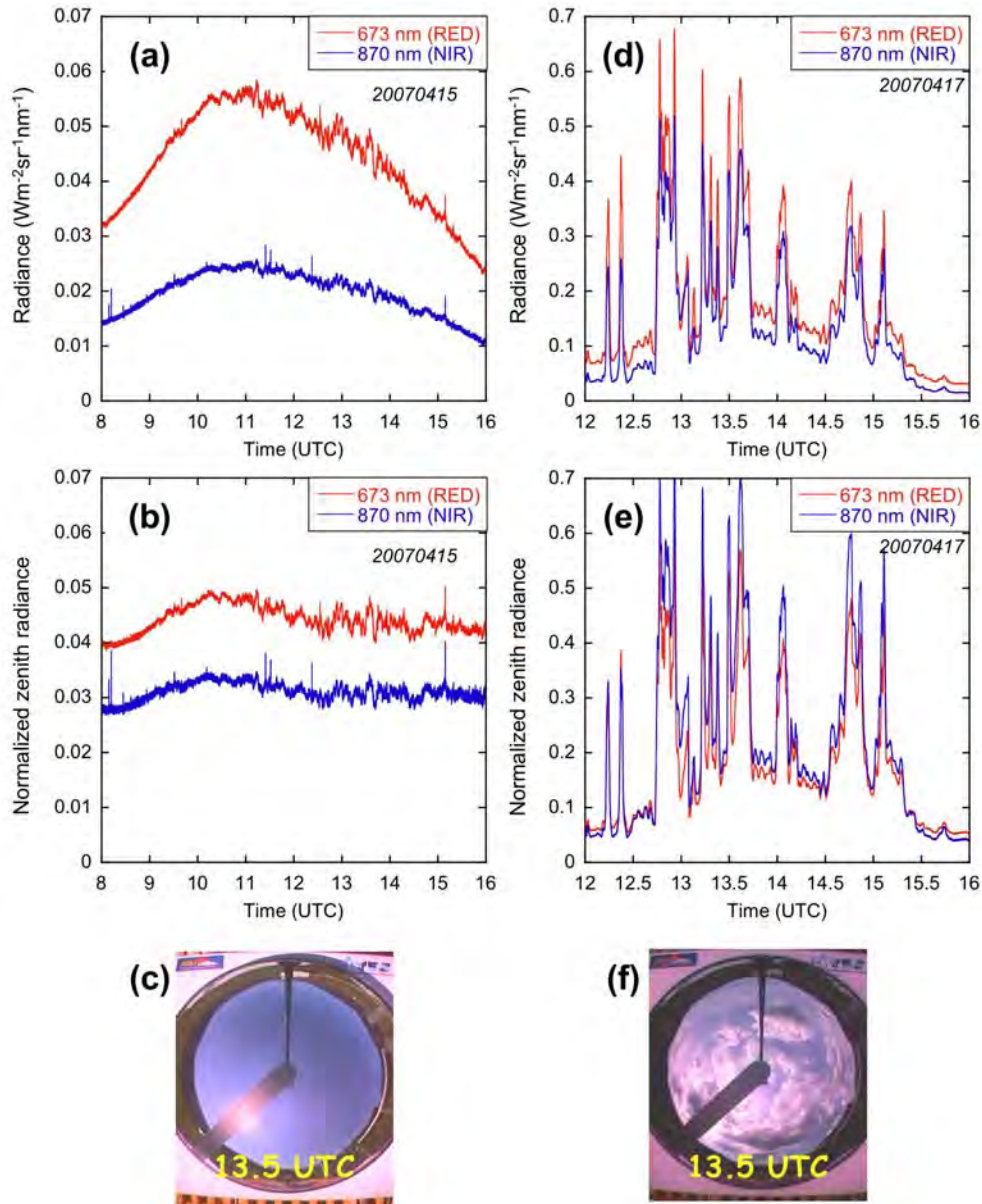 (a)
673 nm (RED)
870 nm (NIR)
20070415
0.07
0.06
0.05
0.04
0.03
0.02
0.01
0
Radiance (Wm⁻²sr⁻¹nm⁻¹)
8 9 10 11 12 13 14 15 16
Time (UTC)
(d)
673 nm (RED)
870 nm (NIR)
20070417
0.7
0.6
0.5
0.4
0.3
0.2
0.1
0
Radiance (Wm⁻²sr⁻¹nm⁻¹)
12 12.5 13 13.5 14 14.5 15 15.5 16
Time (UTC)
(b)
673 nm (RED)
870 nm (NIR)
20070415
0.07
0.06
0.05
0.04
0.03
0.02
0.01
0
Normalized zenith radiance
8 9 10 11 12 13 14 15 16
Time (UTC)
(e)
673 nm (RED)
870 nm (NIR)
20070417
0.7
0.6
0.5
0.4
0.3
0.2
0.1
0
Normalized zenith radiance
12 12.5 13 13.5 14 14.5 15 15.5 16
Time (UTC)
(c)
13.5 UTC
(f)
13.5 UTC